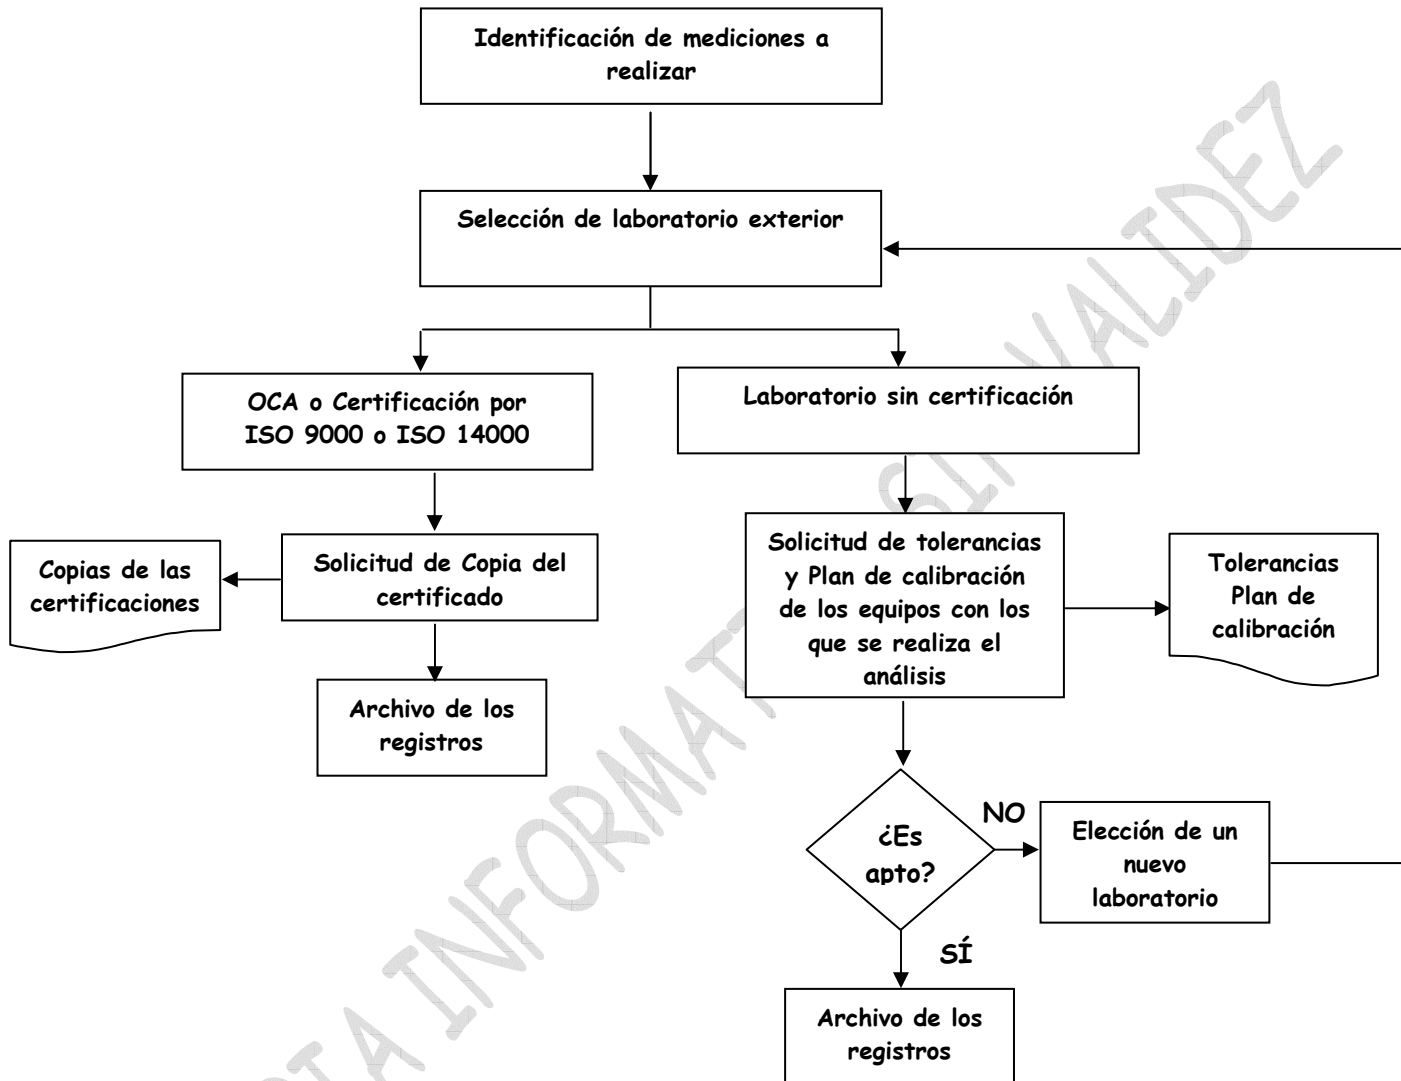 Identificación de mediciones a
realizar
Selección de laboratorio exterior
OCA o Certificación por
ISO 9000 o ISO 14000
Laboratorio sin certificación
Copias de las
certificaciones
Solicitud de Copia del
certificado
Solicitud de tolerancias
y Plan de calibración
de los equipos con los
que se realiza el
análisis
Tolerancias
Plan de
calibración
Archivo de los
registros
¿Es
apto?
NO
Elección de un
nuevo
laboratorio
SÍ
Archivo de los
registros
SIN VALIDEZ